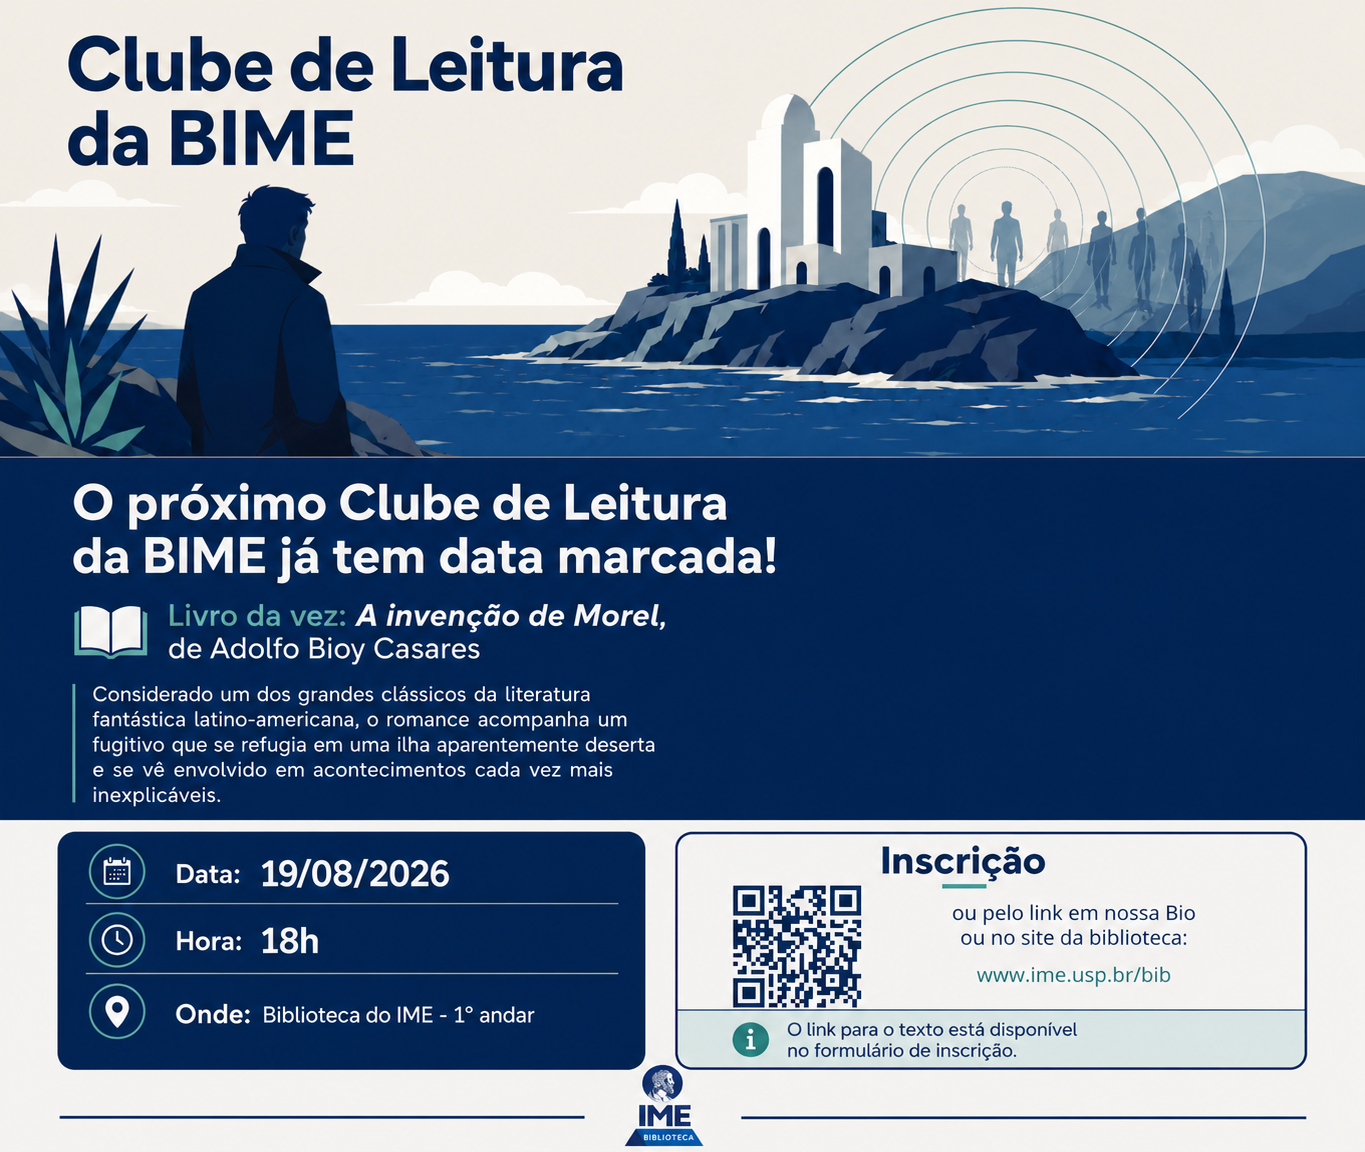 Clube de Leitura
da BIME
O próximo Clube de Leitura
da BIME já tem data marcada!
Livro da vez: A invenção de Morel,
de Adolfo Bioy Casares
Considerado um dos grandes clássicos da literatura
fantástica latino-americana, o romance acompanha um
fugitivo que se refugia em uma ilha aparentemente deserta
e se vê envolvido em acontecimentos cada vez mais
inexplicáveis.
Data: 19/08/2026
Hora: 18h
Onde: Biblioteca do IME - 1° andar
Inscrição
ou pelo link em nossa Bio
ou no site da biblioteca:
www.ime.usp.br/bib
O link para o texto está disponível
no formulário de inscrição.
IME
BIBLIOTECA